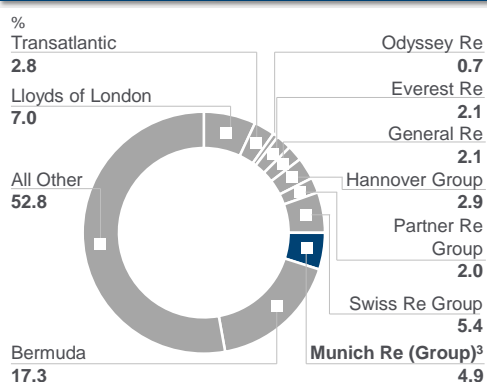 %
Transatlantic
2.8
Lloyds of London
7.0
All Other
52.8
Bermuda
17.3
Odyssey Re
0.7
Everest Re
2.1
General Re
2.1
Hannover Group
2.9
Partner Re
Group
2.0
Swiss Re Group
5.4
Munich Re (Group)³
4.9